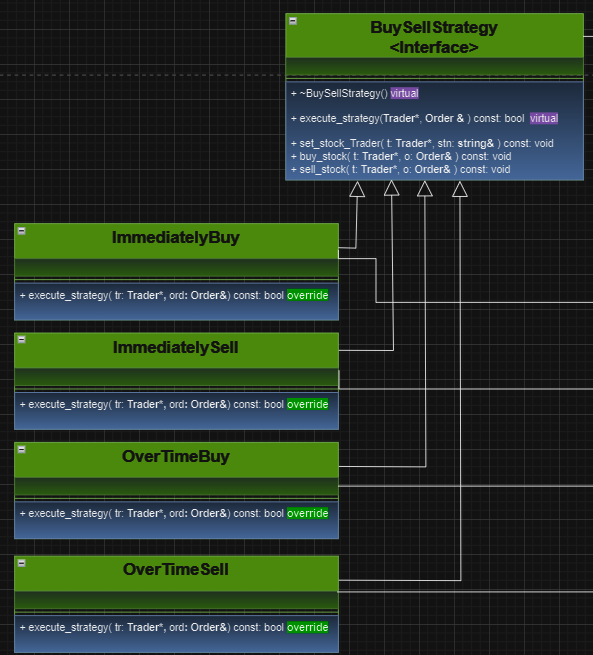 BuySellStrategy
<Interface>
+ ~BuySellStrategy() virtual
+ execute_strategy(Trader*, Order & ) const: bool virtual
+ set_stock_Trader( t: Trader*, stn: string& ) const: void
+ buy_stock( t: Trader*, o: Order& ) const: void
+ sell_stock( t: Trader*, o: Order& ) const: void
ImmediatelyBuy
+ execute_strategy( tr: Trader*, ord: Order&) const: bool override
ImmediatelySell
+ execute_strategy( tr: Trader*, ord: Order&) const: bool override
OverTimeBuy
+ execute_strategy( tr: Trader*, ord: Order&) const: bool override
OverTimeSell
+ execute_strategy( tr: Trader*, ord: Order&) const: bool override